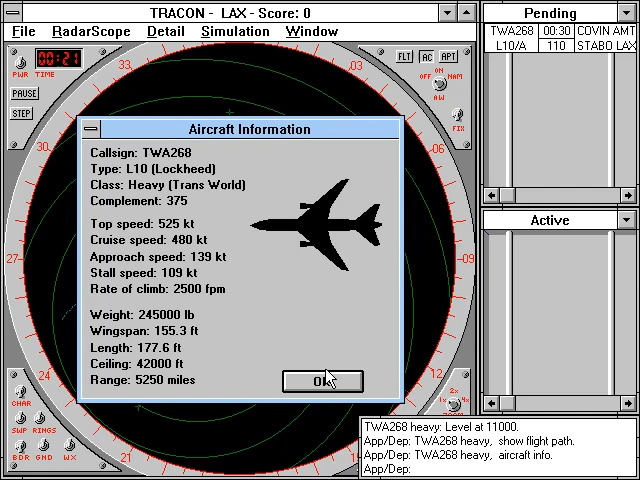 TRACON - LAX - Score: 0
File RadarScope Detail Simulation Window
00:21
PWR TIME
PAUSE
STEP
33
03
30
27
09
12
21
FLT AC APT
OFF ON NAM
AW
FIX
Aircraft Information
Callsign: TWA268
Type: L10 (Lockheed)
Class: Heavy (Trans World)
Complement: 375
Top speed: 525 kt
Cruise speed: 480 kt
Approach speed: 139 kt
Stall speed: 109 kt
Rate of climb: 2500 fpm
Weight: 245000 lb
Wingspan: 155.3 ft
Length: 177.6 ft
Ceiling: 42000 ft
Range: 5250 miles
CHAR
SWP RINGS
BDR GND WX
2x
1x 4x
Pending
TWA268 00:30 COVIN AMT
L10/A 110 STABO LAX
Active
TWA268 heavy: Level at 11000.
App/Dep: TWA268 heavy, show flight path.
App/Dep: TWA268 heavy, aircraft info.
App/Dep: